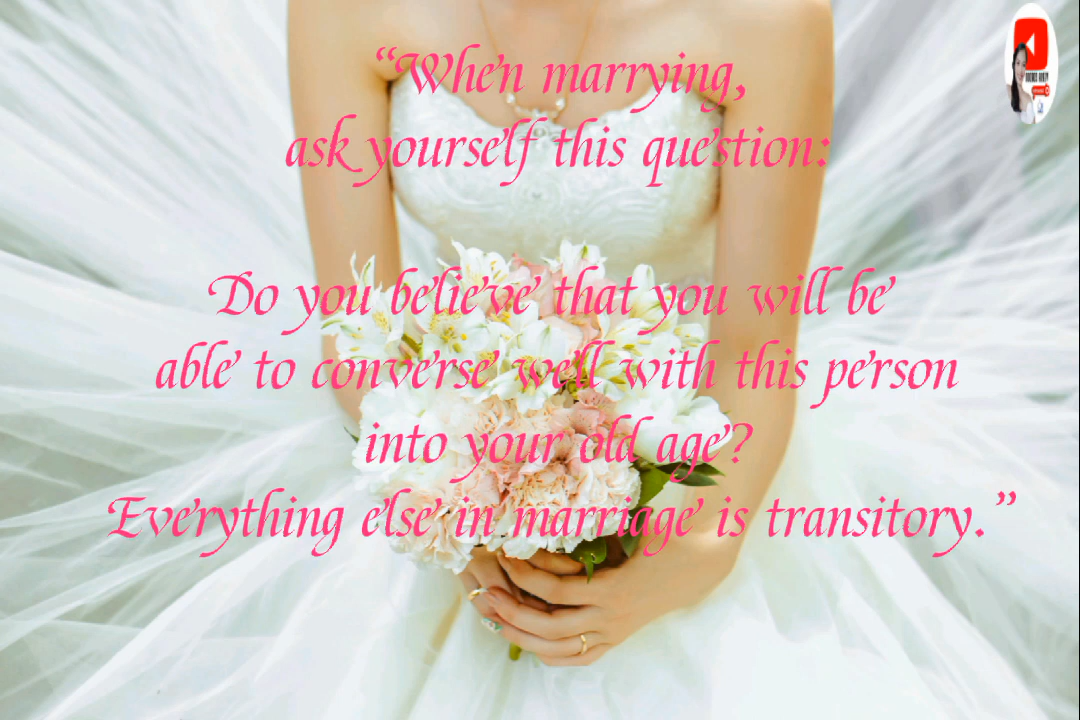 “When marrying,
ask yourself this question:
Do you believe that you will be
able to converse well with this person
into your old age?
Everything else in marriage is transitory.”